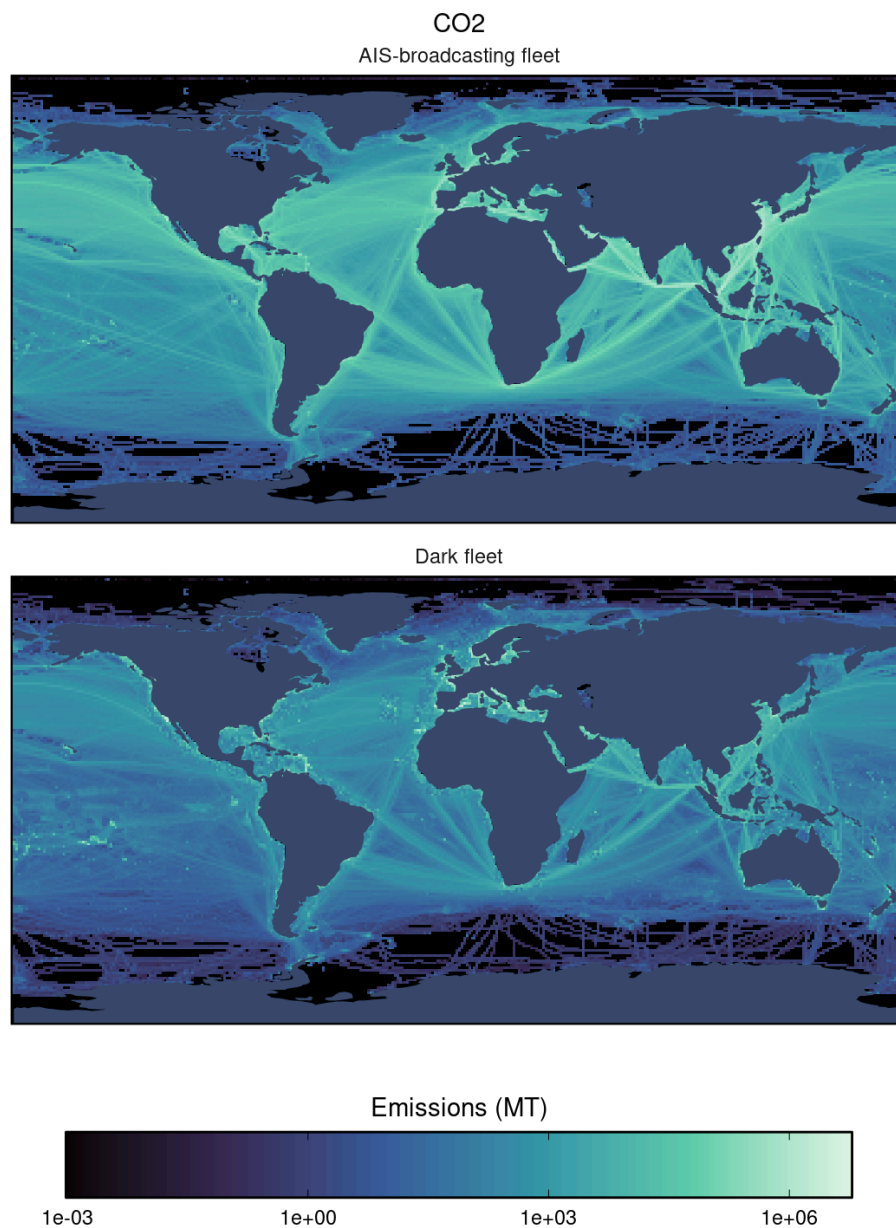 CO2
AIS-broadcasting fleet
Dark fleet
Emissions (MT)
1e-03 1e+00 1e+03 1e+06